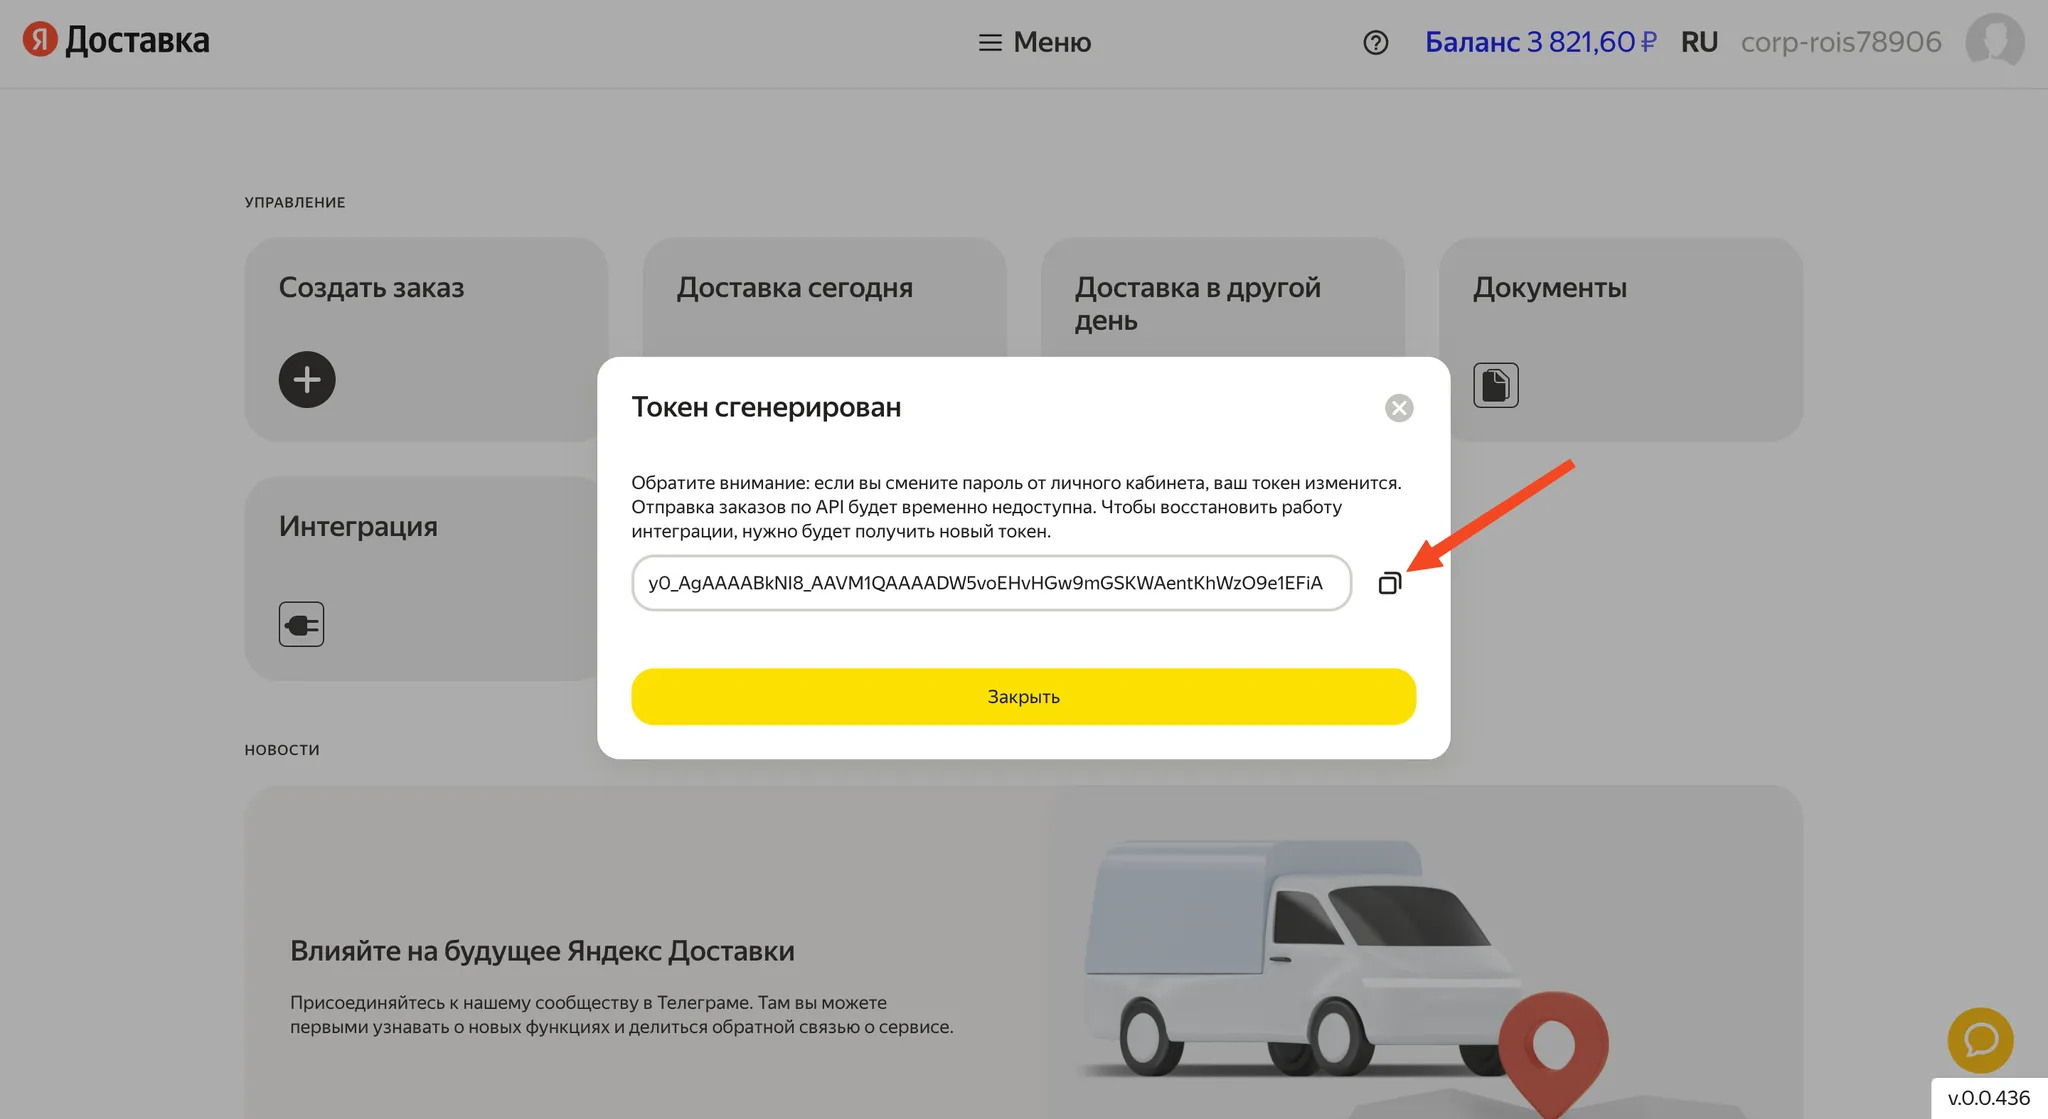 Я Доставка
Меню
Баланс 3 821,60 ₽
RU
corp-rois78906
УПРАВЛЕНИЕ
Создать заказ
Доставка сегодня
Доставка в другой
день
Документы
Токен сгенерирован
Обратите внимание: если вы смените пароль от личного кабинета, ваш токен изменится.
Отправка заказов по API будет временно недоступна. Чтобы восстановить работу
интеграции, нужно будет получить новый токен.
Интеграция
y0_AgAAAABkNI8_AAVM1QAAAADW5voEHvHGw9mGSKWAentKhWzO9e1EFiA
Закрыть
НОВОСТИ
Влияйте на будущее Яндекс Доставки
Присоединяйтесь к нашему сообществу в Телеграме. Там вы можете
первыми узнавать о новых функциях и делиться обратной связью о сервисе.
v.0.0.436